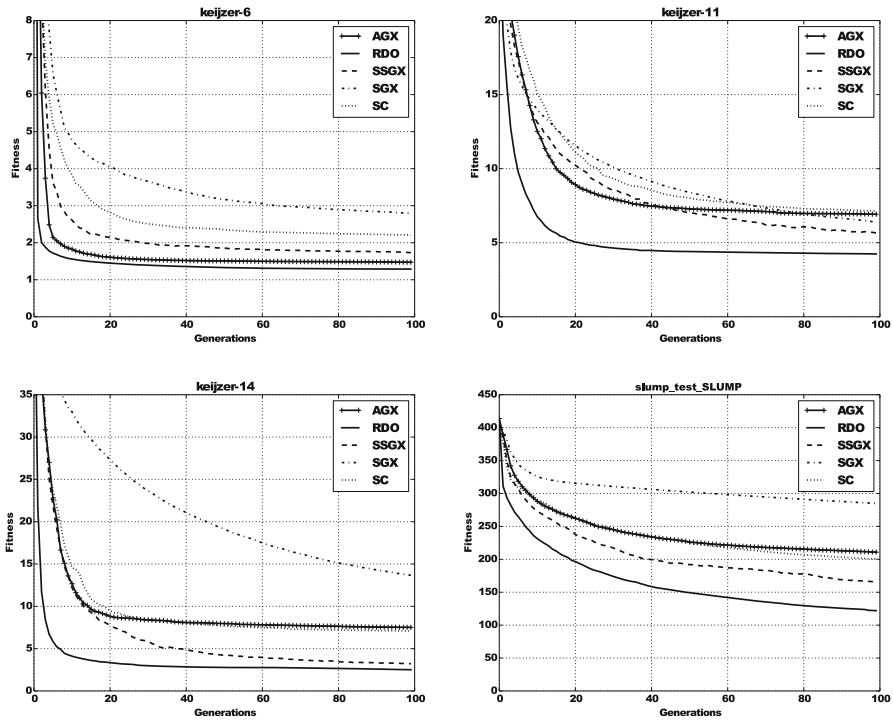 keijzer-6
8
7
6
5
4
3
2
1
0
Fitness
0 20 40 60 80 100
Generations
AGX
RDO
SSGX
SGX
SC
keijzer-11
20
15
10
5
0
Fitness
0 20 40 60 80 100
Generations
AGX
RDO
SSGX
SGX
SC
keijzer-14
35
30
25
20
15
10
5
0
Fitness
0 20 40 60 80 100
Generations
AGX
RDO
SSGX
SGX
SC
slump_test_SLUMP
450
400
350
300
250
200
150
100
50
0
Fitness
0 20 40 60 80 100
Generations
AGX
RDO
SSGX
SGX
SC